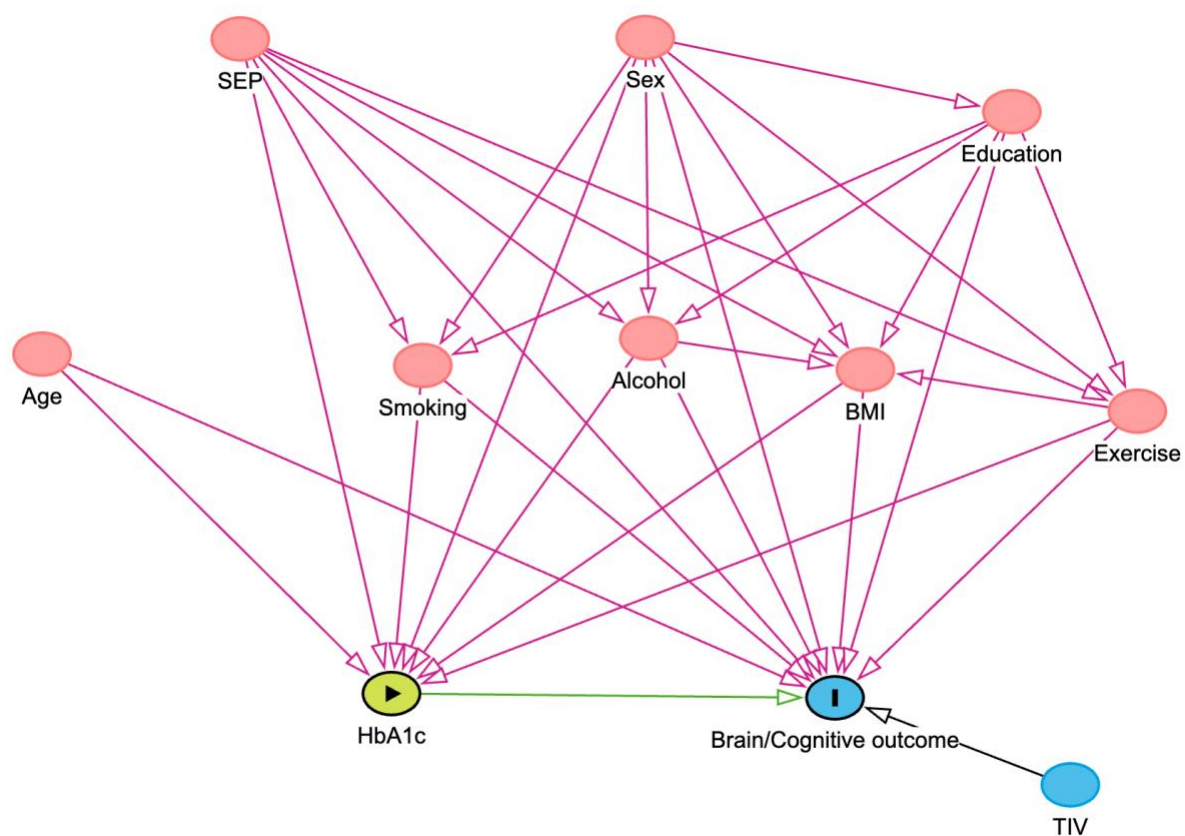 SEP
Sex
Education
Age
Smoking
Alcohol
BMI
Exercise
HbA1c
Brain/Cognitive outcome
TIV